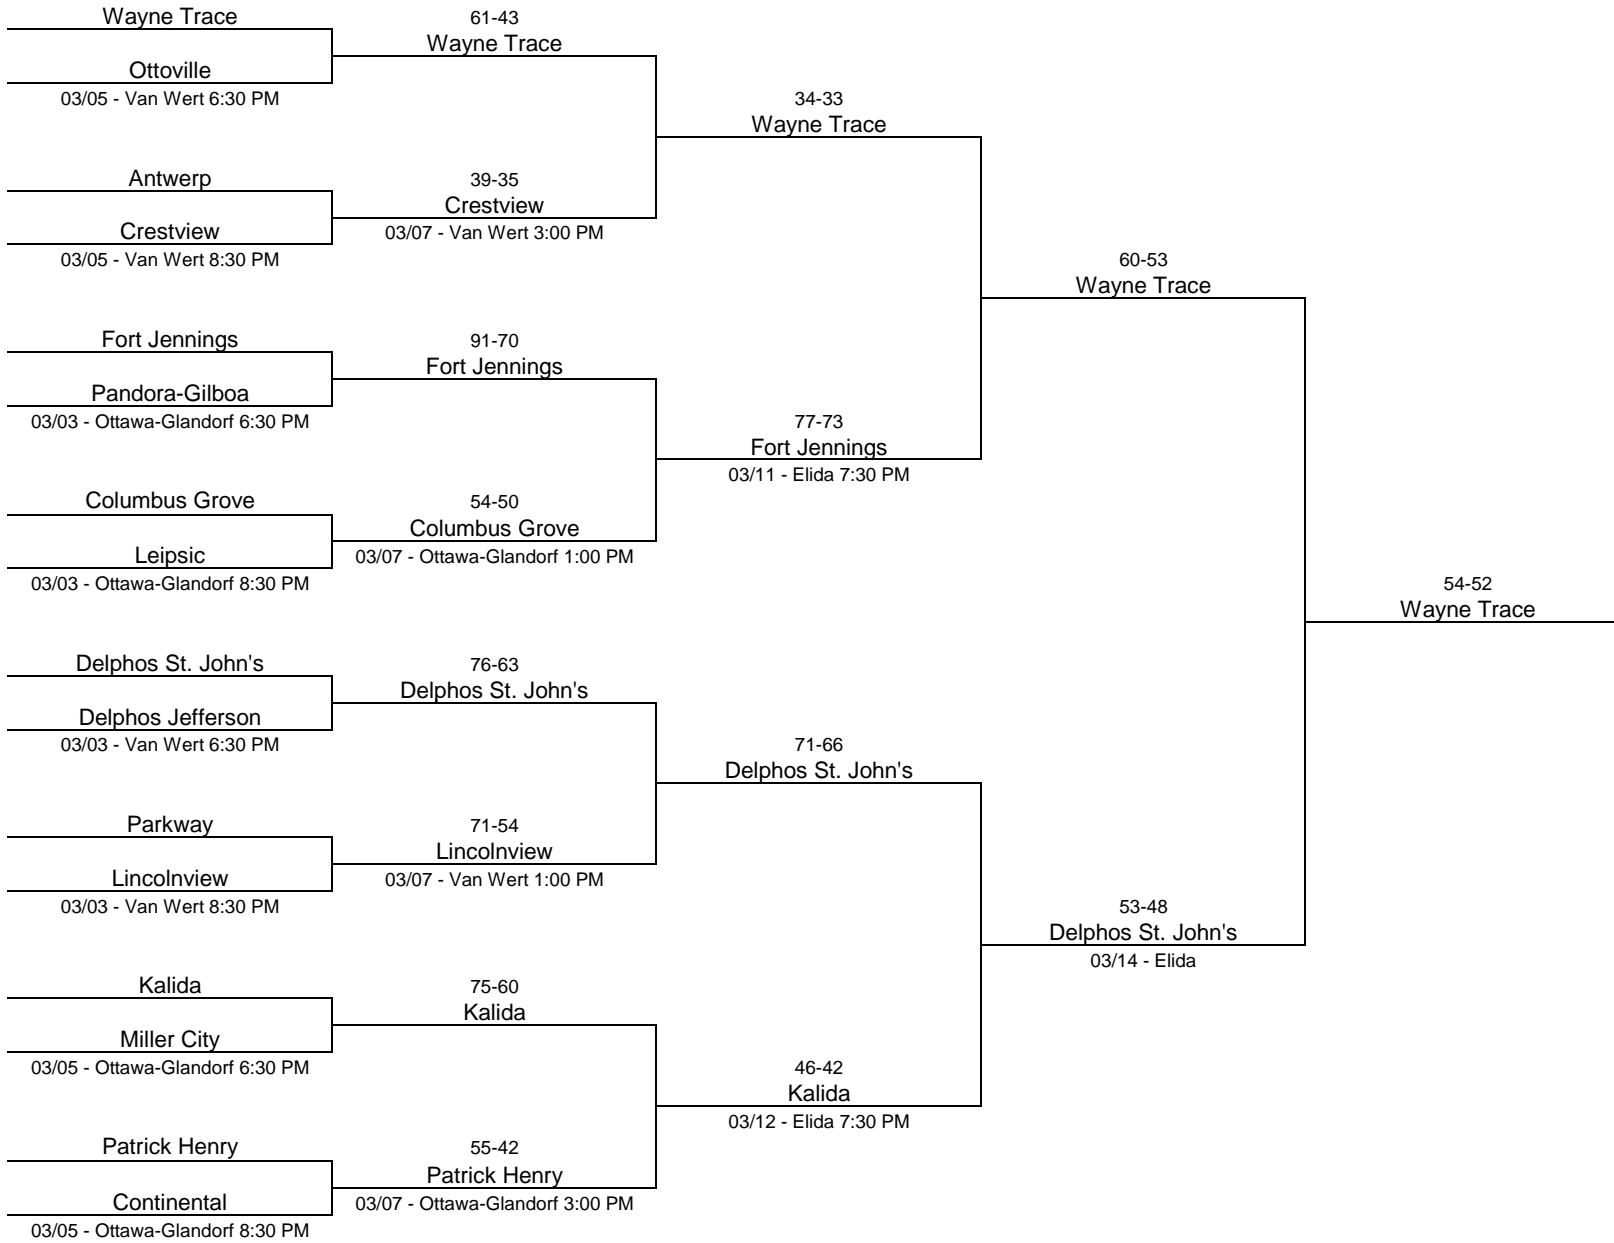 Wayne Trace
Ottoville
03/05 - Van Wert 6:30 PM
Antwerp
Crestview
03/05 - Van Wert 8:30 PM
Fort Jennings
Pandora-Gilboa
03/03 - Ottawa-Glandorf 6:30 PM
Columbus Grove
Leipsic
03/03 - Ottawa-Glandorf 8:30 PM
Delphos St. John's
Delphos Jefferson
03/03 - Van Wert 6:30 PM
Parkway
Lincolnview
03/03 - Van Wert 8:30 PM
Kalida
Miller City
03/05 - Ottawa-Glandorf 6:30 PM
Patrick Henry
Continental
03/05 - Ottawa-Glandorf 8:30 PM
61-43
Wayne Trace
39-35
Crestview
03/07 - Van Wert 3:00 PM
91-70
Fort Jennings
54-50
Columbus Grove
03/07 - Ottawa-Glandorf 1:00 PM
76-63
Delphos St. John's
71-54
Lincolnview
03/07 - Van Wert 1:00 PM
75-60
Kalida
55-42
Patrick Henry
03/07 - Ottawa-Glandorf 3:00 PM
34-33
Wayne Trace
77-73
Fort Jennings
03/11 - Elida 7:30 PM
71-66
Delphos St. John's
46-42
Kalida
03/12 - Elida 7:30 PM
60-53
Wayne Trace
53-48
Delphos St. John's
03/14 - Elida
54-52
Wayne Trace